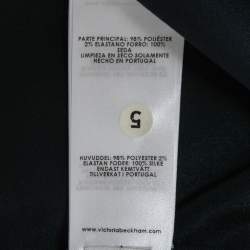 PARTE PRINCIPAL: 98% POLIÉSTER
2% ELASTANO FORRO: 100%
SEDA
LIMPIEZA EN SECO SOLAMENTE
HECHO EN PORTUGAL
5
HUVUDDEL: 98% POLYESTER 2%
ELASTAN FODER: 100% SILKE
ENDAST KEMTVÄTT
TILLVERKAT I PORTUGAL
www.victoriabeckham.com